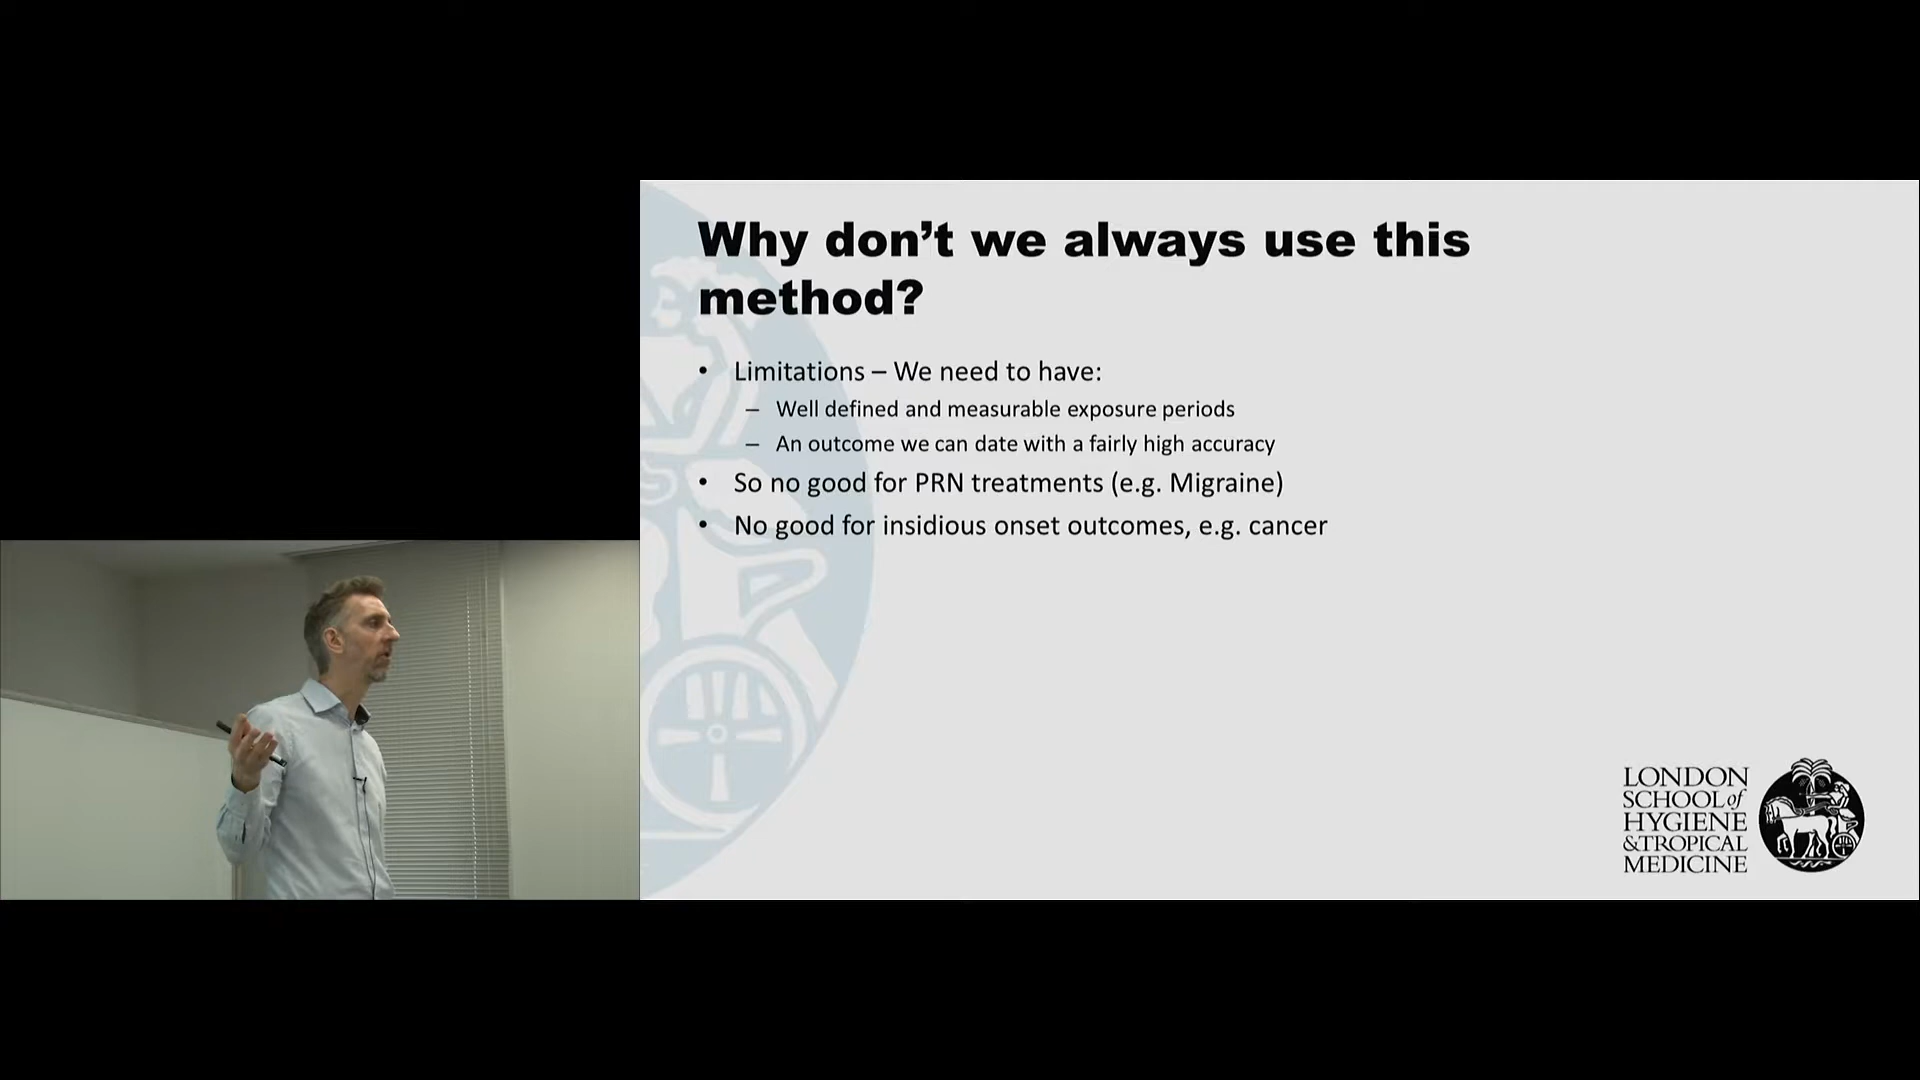 Why don’t we always use this
method?
• Limitations – We need to have:
– Well defined and measurable exposure periods
– An outcome we can date with a fairly high accuracy
• So no good for PRN treatments (e.g. Migraine)
• No good for insidious onset outcomes, e.g. cancer
LONDON
SCHOOL of
HYGIENE
&TROPICAL
MEDICINE